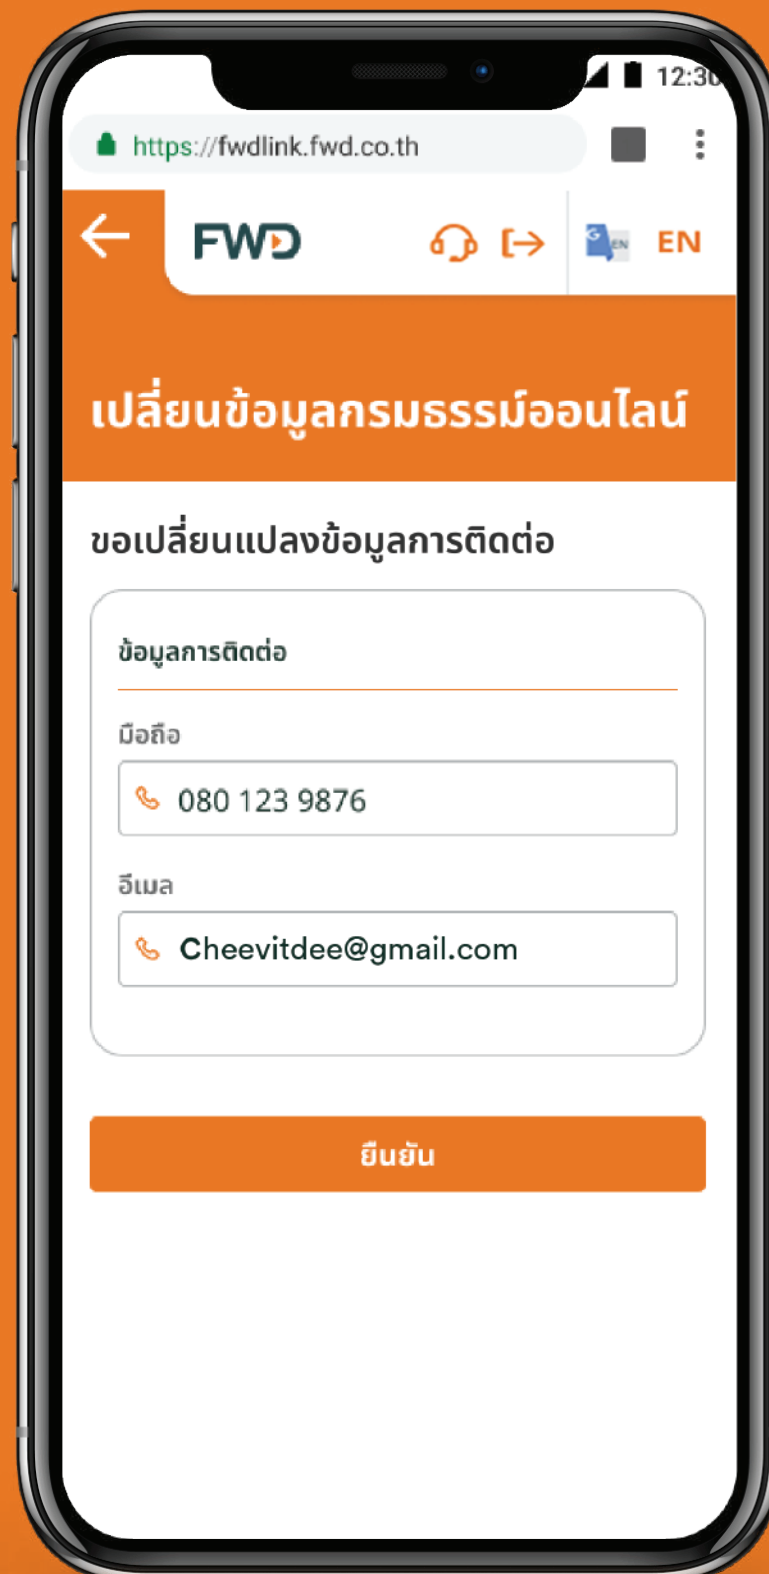 12:30
https://fwdlink.fwd.co.th
FWD G EN EN
เปลี่ยนข้อมูลกรมธรรม์ออนไลน์
ขอเปลี่ยนแปลงข้อมูลการติดต่อ
ข้อมูลการติดต่อ
มือถือ
080 123 9876
อีเมล
Cheevitdee@gmail.com
ยืนยัน